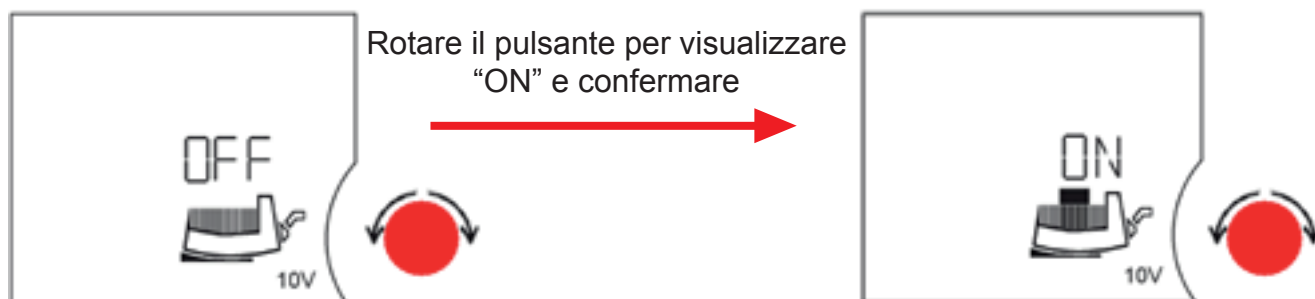 Rotare il pulsante per visualizzare
“ON” e confermare
OFF
10V
ON
10V